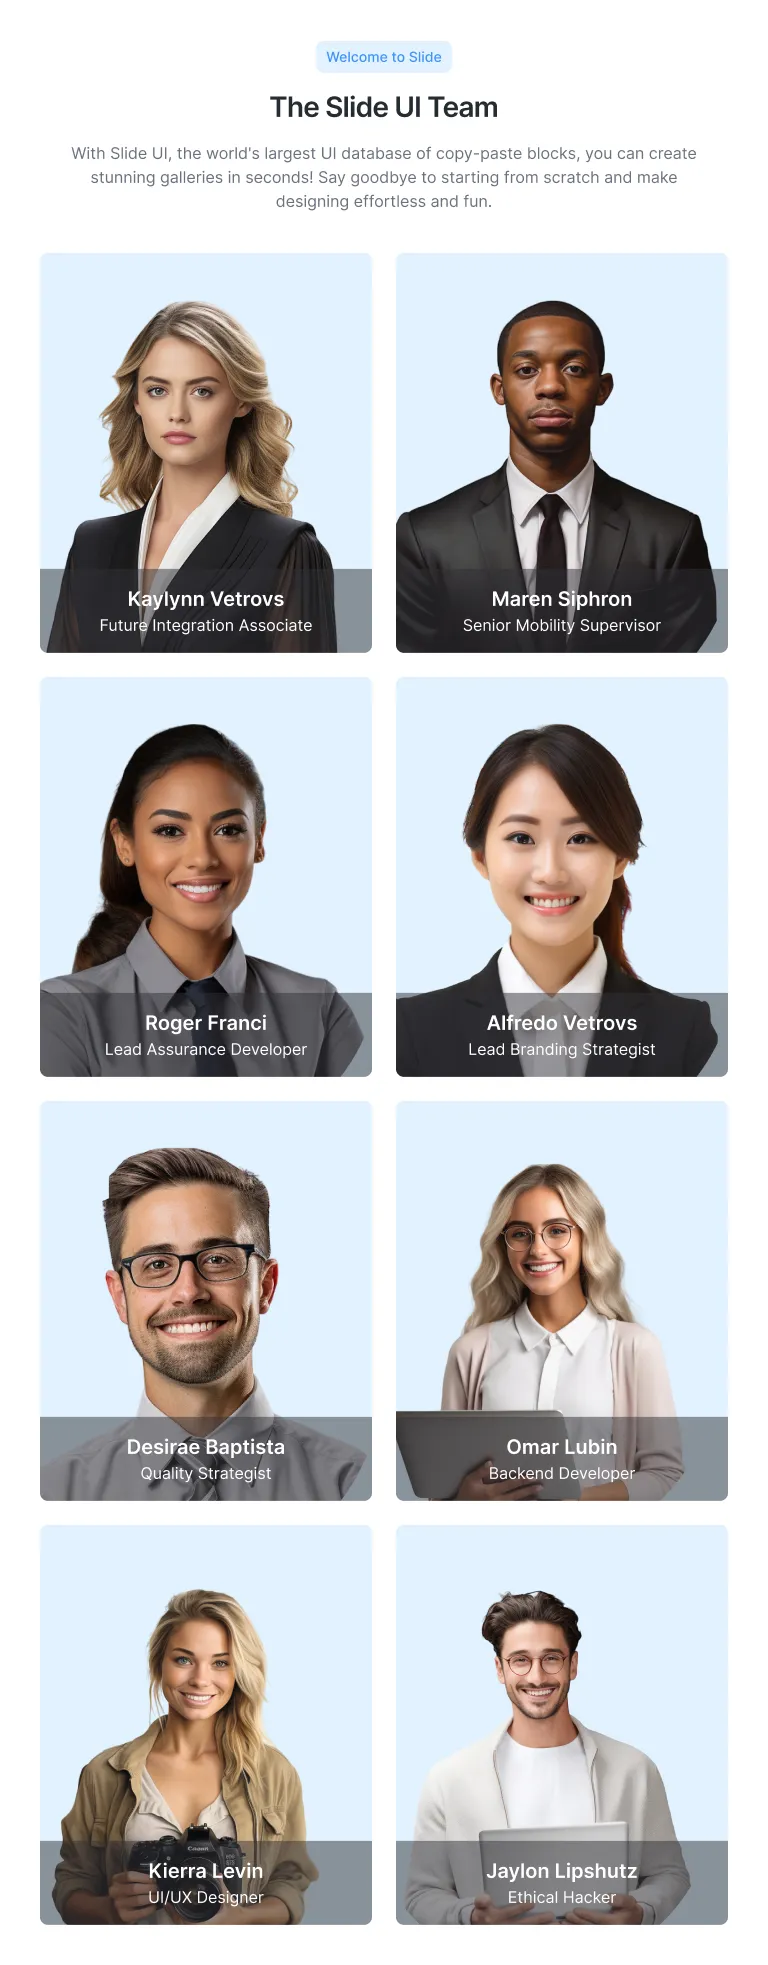 Welcome to Slide
The Slide UI Team
With Slide UI, the world's largest UI database of copy-paste blocks, you can create
stunning galleries in seconds! Say goodbye to starting from scratch and make
designing effortless and fun.
Kaylynn Vetrovs
Future Integration Associate
Maren Siphron
Senior Mobility Supervisor
Roger Franci
Lead Assurance Developer
Alfredo Vetrovs
Lead Branding Strategist
Desirae Baptista
Quality Strategist
Omar Lubin
Backend Developer
Canon
Kierra Levin
UI/UX Designer
Jaylon Lipshutz
Ethical Hacker